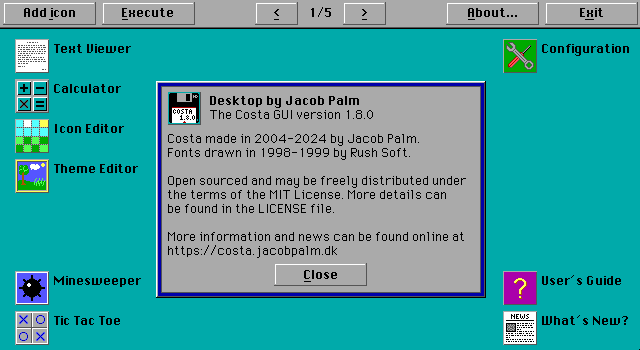 Add icon
Execute
<
1/5
>
About...
Exit
Text Viewer
Configuration
Calculator
Icon Editor
Theme Editor
COSTA
1.8.0
Desktop by Jacob Palm
The Costa GUI version 1.8.0
Costa made in 2004-2024 by Jacob Palm.
Fonts drawn in 1998-1999 by Rush Soft.
Open sourced and may be freely distributed under
the terms of the MIT License. More details can
be found in the LICENSE file.
More information and news can be found online at
https://costa.jacobpalm.dk
Close
Minesweeper
? User's Guide
Tic Tac Toe
NEWS
What's New?